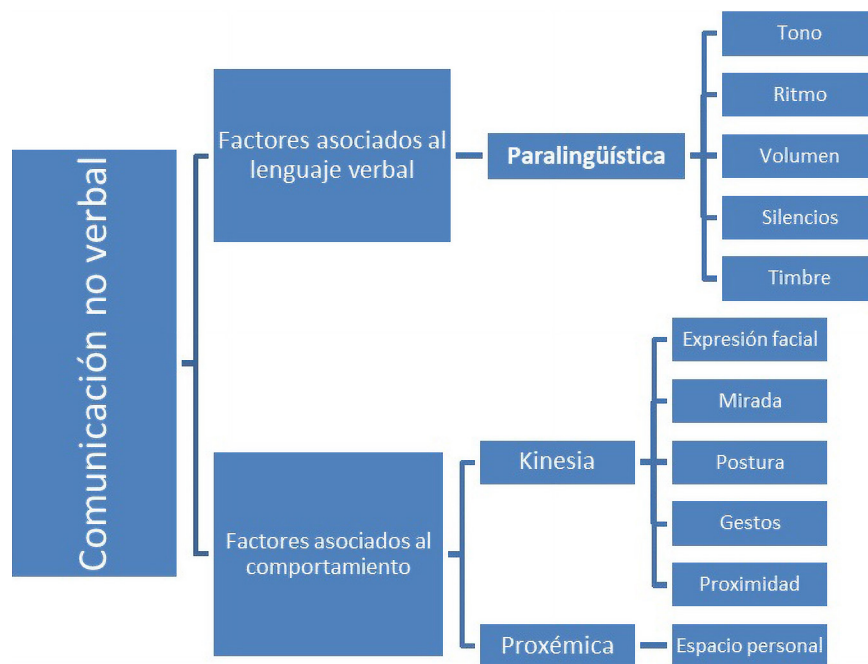 Comunicación no verbal
Factores asociados al
lenguaje verbal
Paralingüística
Tono
Ritmo
Volumen
Silencios
Timbre
Factores asociados al
comportamiento
Kinesia
Expresión facial
Mirada
Postura
Gestos
Proximidad
Proxémica
Espacio personal